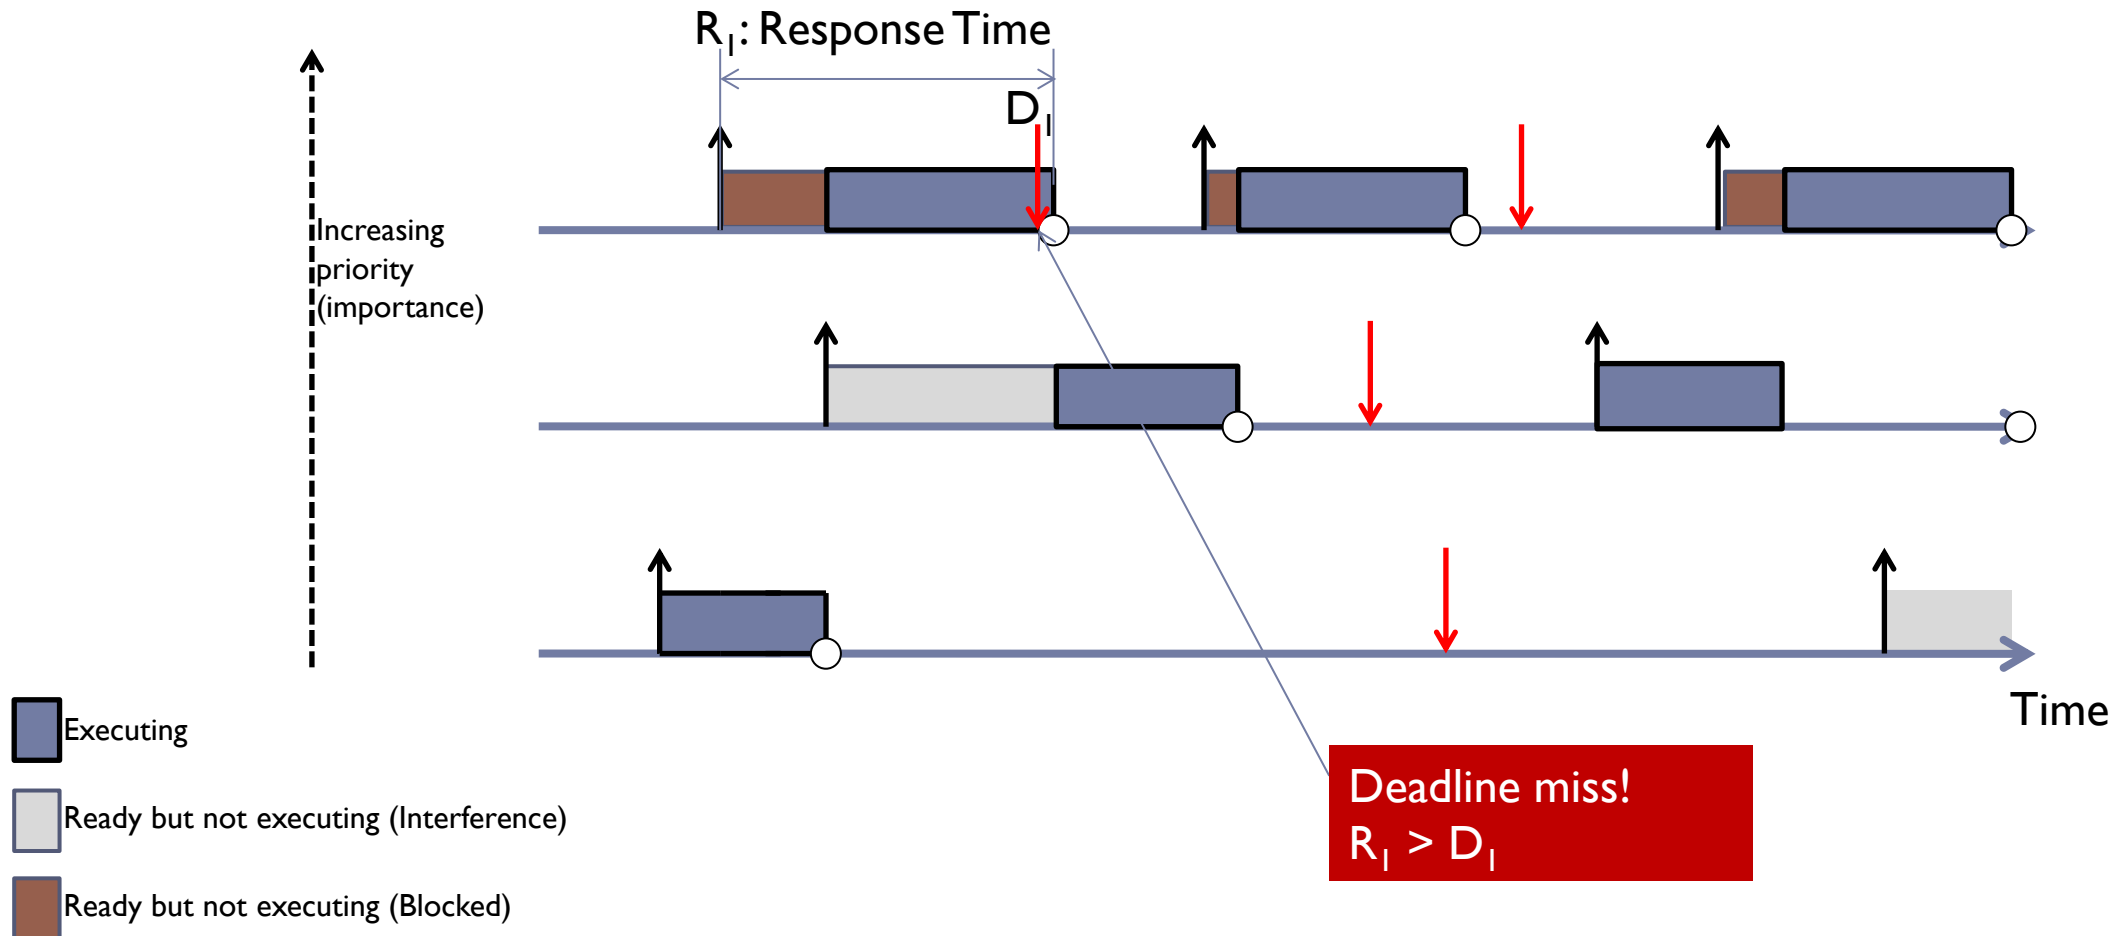 R1: Response Time
D1
Increasing
priority
(importance)
Time
Executing
Ready but not executing (Interference)
Ready but not executing (Blocked)
Deadline miss!
R1 > D1